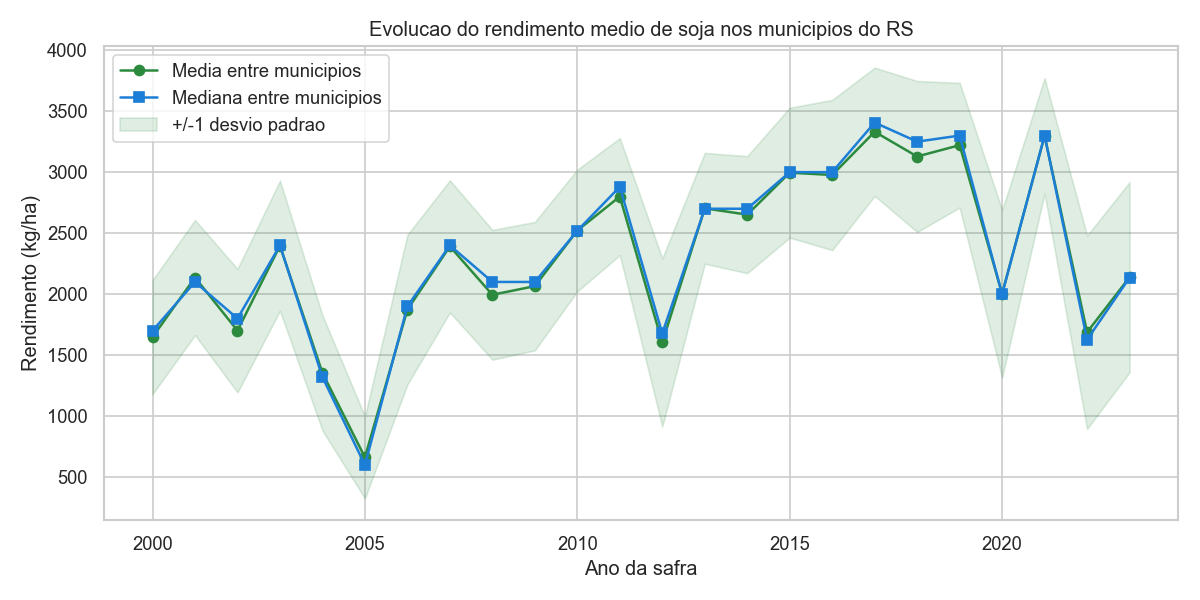 Evolucao do rendimento medio de soja nos municipios do RS
Media entre municipios
Mediana entre municipios
+/-1 desvio padrao
Rendimento (kg/ha)
4000
3500
3000
2500
2000
1500
1000
500
2000
2005
2010
2015
2020
Ano da safra